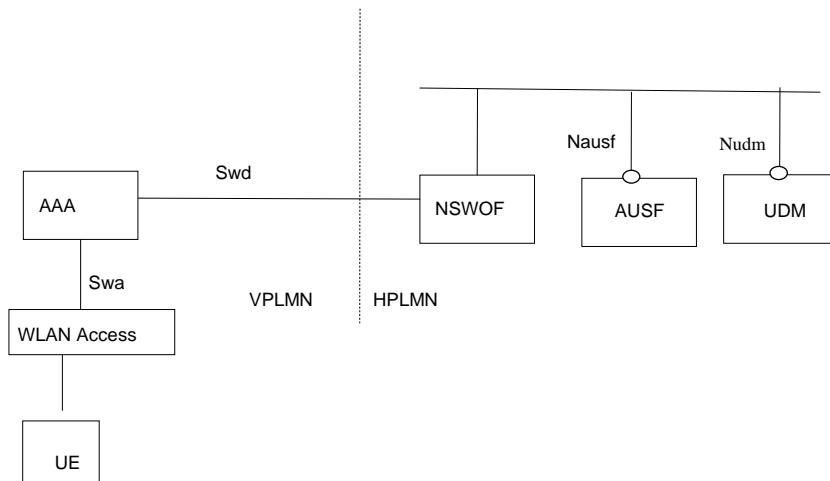 Nausf
Nudm
Swd
AAA
NSWOF
AUSF
UDM
Swa
VPLMN
HPLMN
WLAN Access
UE